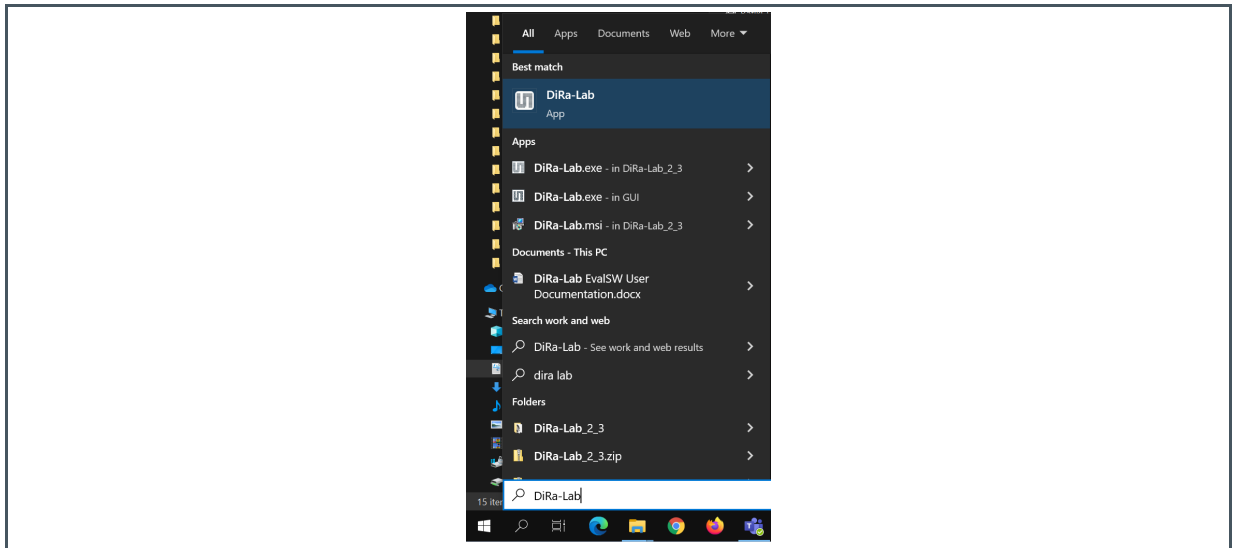 All Apps Documents Web More
Best match
DiRa-Lab
App
Apps
DiRa-Lab.exe - in DiRa-Lab_2_3
DiRa-Lab.exe - in GUI
DiRa-Lab.msi - in DiRa-Lab_2_3
Documents - This PC
DiRa-Lab EvalSW User
Documentation.docx
Search work and web
DiRa-Lab - See work and web results
dira lab
Folders
DiRa-Lab_2_3
DiRa-Lab_2_3.zip
15 iter
DiRa-Lab